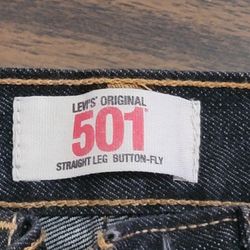 LEVI'S® ORIGINAL
501®
STRAIGHT LEG BUTTON-FLY